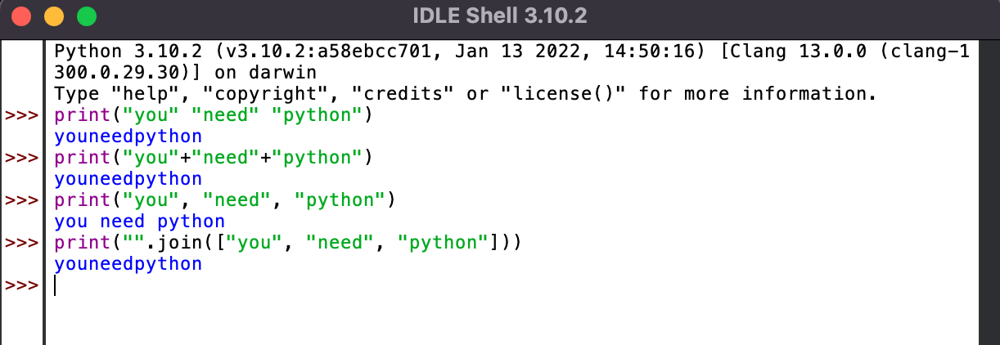 IDLE Shell 3.10.2
Python 3.10.2 (v3.10.2:a58ebcc701, Jan 13 2022, 14:50:16) [Clang 13.0.0 (clang-1
300.0.29.30)] on darwin
Type "help", "copyright", "credits" or "license()" for more information.
>>> print("you" "need" "python")
youneedpython
>>> print("you"+"need"+"python")
youneedpython
>>> print("you", "need", "python")
you need python
>>> print("".join(["you", "need", "python"]))
youneedpython
>>>